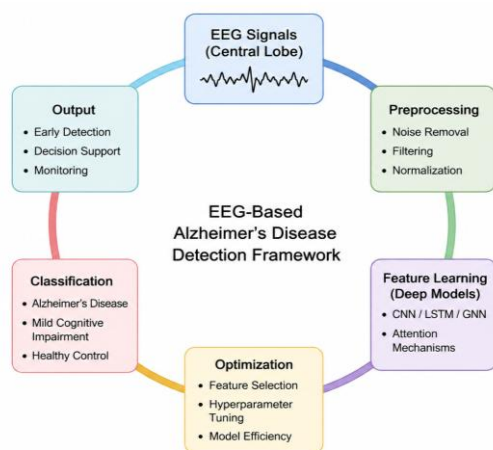 EEG Signals
(Central Lobe)
Output
• Early Detection
• Decision Support
• Monitoring
Preprocessing
• Noise Removal
• Filtering
• Normalization
EEG-Based
Alzheimer's Disease
Detection Framework
Classification
• Alzheimer's Disease
• Mild Cognitive
Impairment
• Healthy Control
Feature Learning
(Deep Models)
• CNN / LSTM / GNN
• Attention
Mechanisms
Optimization
• Feature Selection
• Hyperparameter
Tuning
• Model Efficiency